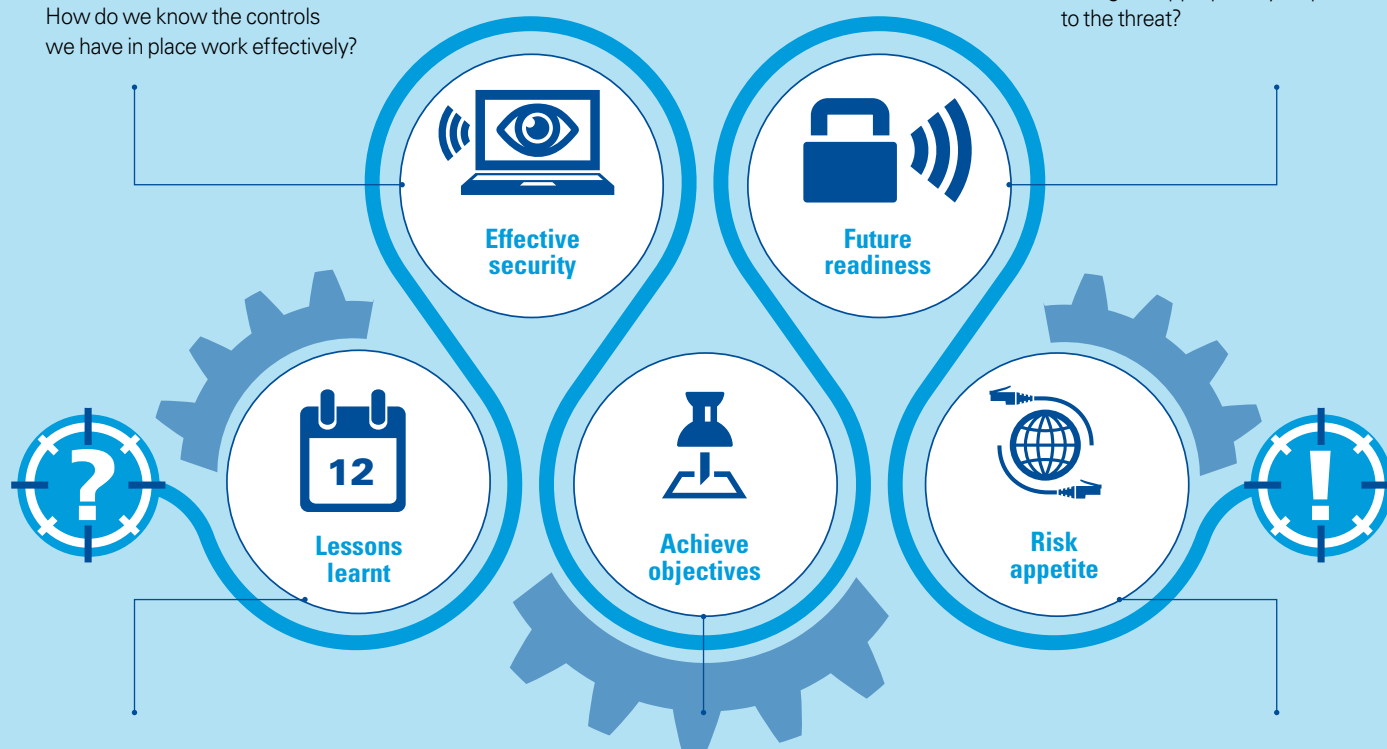 How do we know the controls
we have in place work effectively?
to the threat?
Effective
security
Future
readiness
?
12
Lessons
learnt
Achieve
objectives
Risk
appetite
!